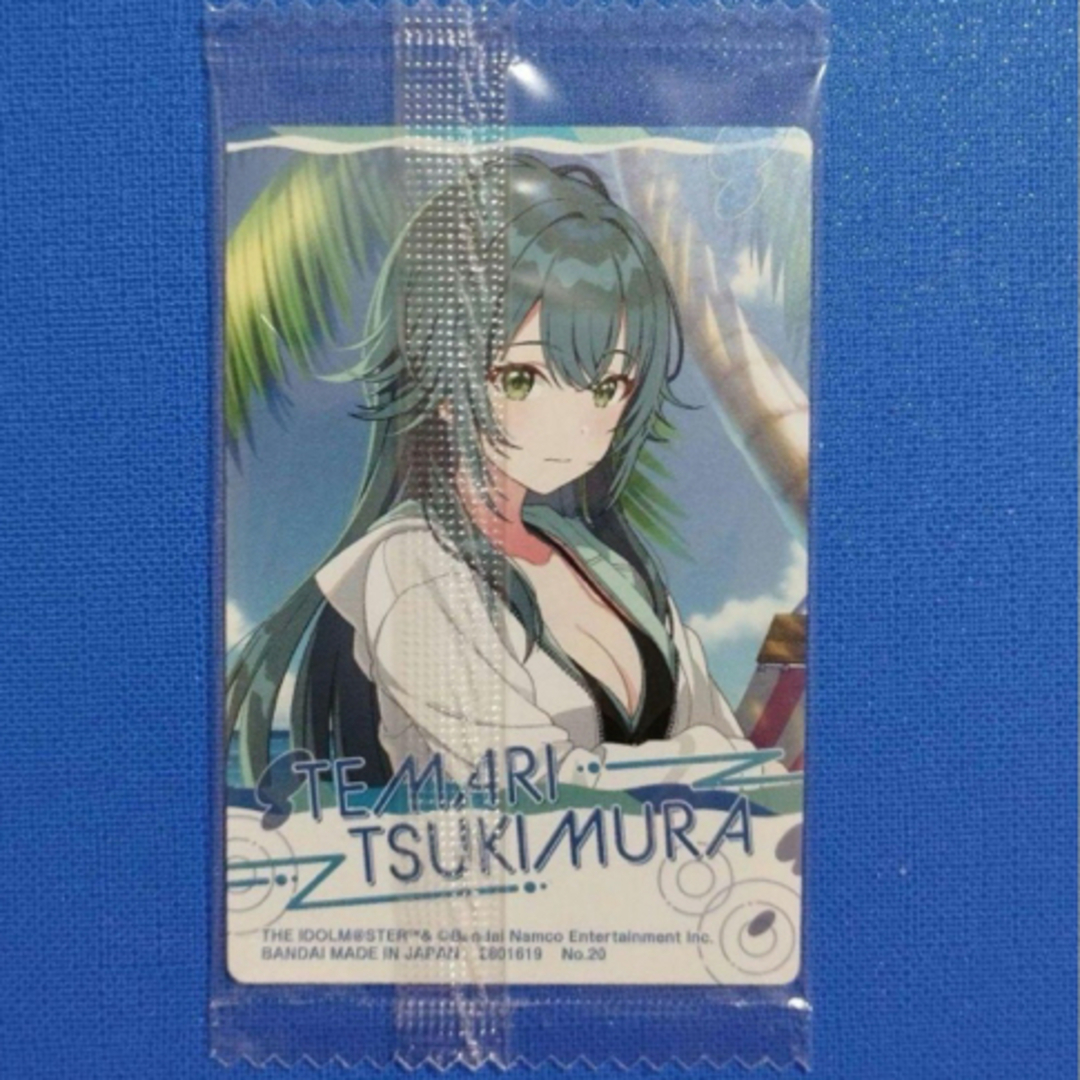 TEMARI
TSUKIMURA
THE IDOLM@STER™& ©Bandai Namco Entertainment Inc.
BANDAI MADE IN JAPAN No.20